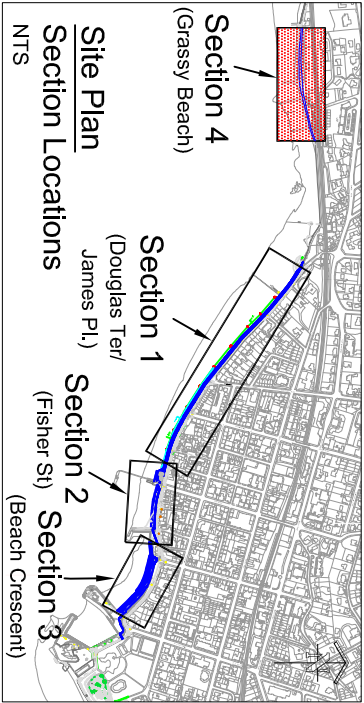 Section 4
(Grassy Beach)
Site Plan
Section Locations
NTS
Section 1
(Douglas Ter/
James Pl.)
Section 2
(Fisher St)
Section 3
(Beach Crescent)